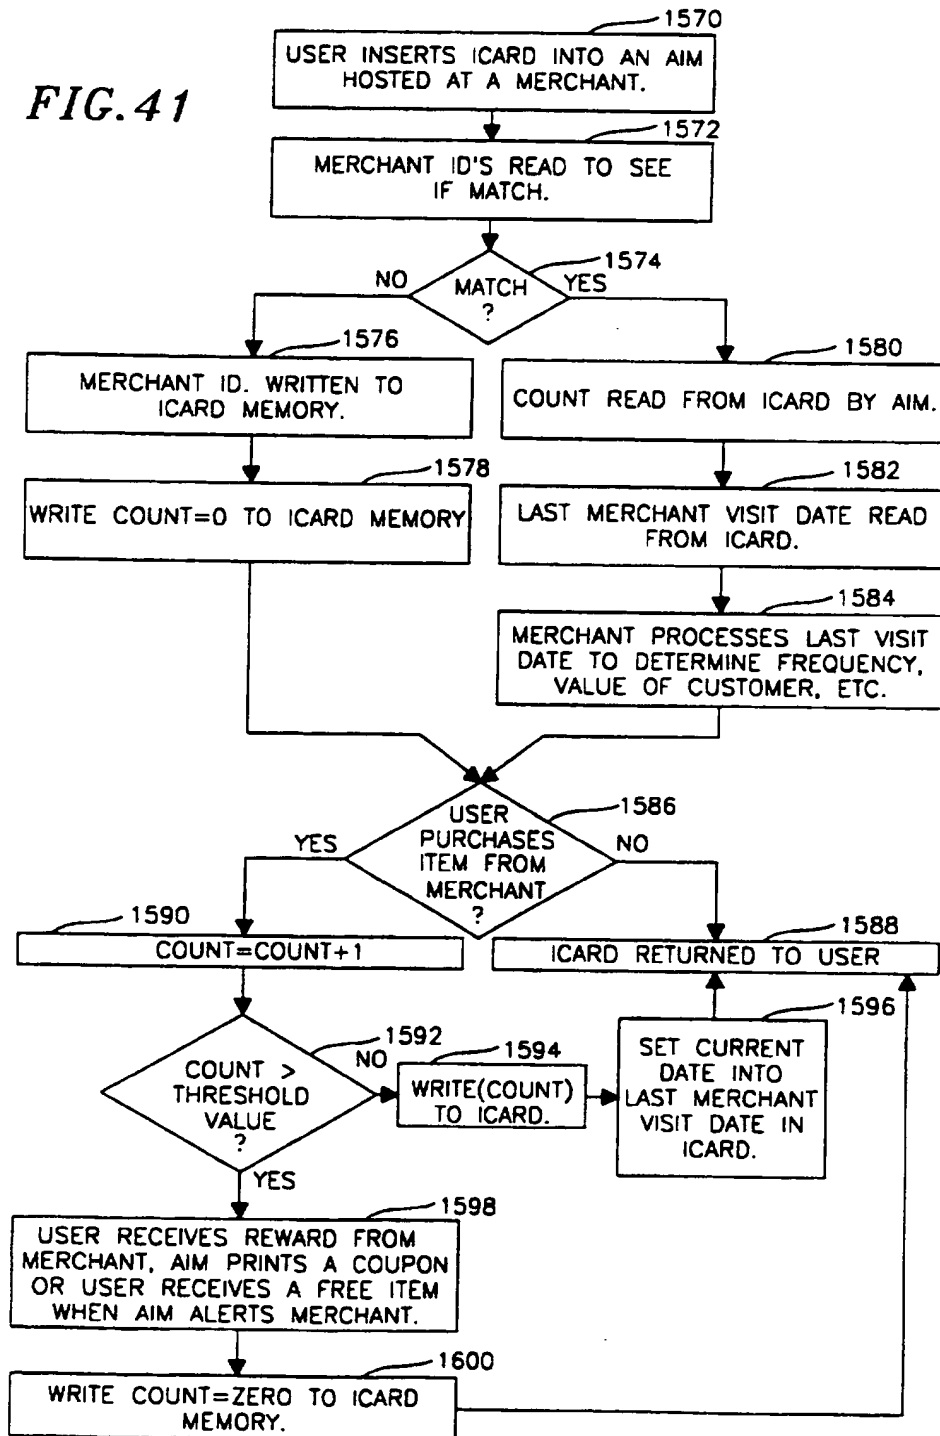 FIG.41
1570
USER INSERTS ICARD INTO AN AIM
HOSTED AT A MERCHANT.
1572
MERCHANT ID'S READ TO SEE
IF MATCH.
1574
NO
MATCH
?
YES
1576
MERCHANT ID. WRITTEN TO
ICARD MEMORY.
1580
COUNT READ FROM ICARD BY AIM.
1578
WRITE COUNT=0 TO ICARD MEMORY
1582
LAST MERCHANT VISIT DATE READ
FROM ICARD.
1584
MERCHANT PROCESSES LAST VISIT
DATE TO DETERMINE FREQUENCY,
VALUE OF CUSTOMER, ETC.
1586
YES
USER
PURCHASES
ITEM FROM
MERCHANT
?
NO
1590
COUNT=COUNT+1
1588
ICARD RETURNED TO USER
1592
COUNT >
THRESHOLD
VALUE
?
NO
1594
WRITE(COUNT)
TO ICARD.
1596
SET CURRENT
DATE INTO
LAST MERCHANT
VISIT DATE IN
ICARD.
YES
1598
USER RECEIVES REWARD FROM
MERCHANT, AIM PRINTS A COUPON
OR USER RECEIVES A FREE ITEM
WHEN AIM ALERTS MERCHANT.
1600
WRITE COUNT=ZERO TO ICARD
MEMORY.